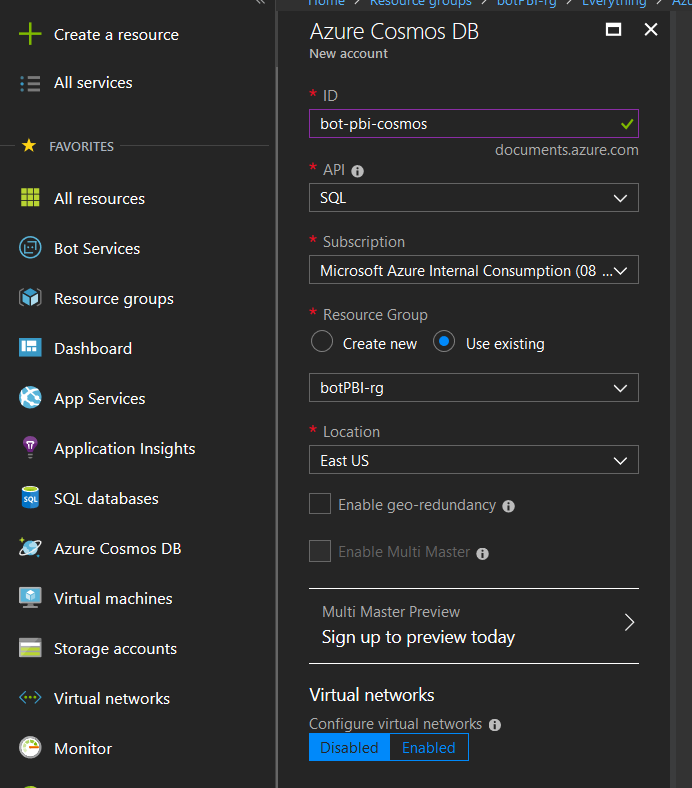 Home
Resource groups
botPBI-rg
Everything
Create a resource
All services
FAVORITES
All resources
Bot Services
Resource groups
Dashboard
App Services
Application Insights
SQL databases
Azure Cosmos DB
Virtual machines
Storage accounts
Virtual networks
Monitor
Azure Cosmos DB
New account
* ID
bot-pbi-cosmos
documents.azure.com
* API
SQL
* Subscription
Microsoft Azure Internal Consumption (08 ...
* Resource Group
Create new
Use existing
botPBI-rg
* Location
East US
Enable geo-redundancy
Enable Multi Master
Multi Master Preview
Sign up to preview today
Virtual networks
Configure virtual networks
Disabled Enabled